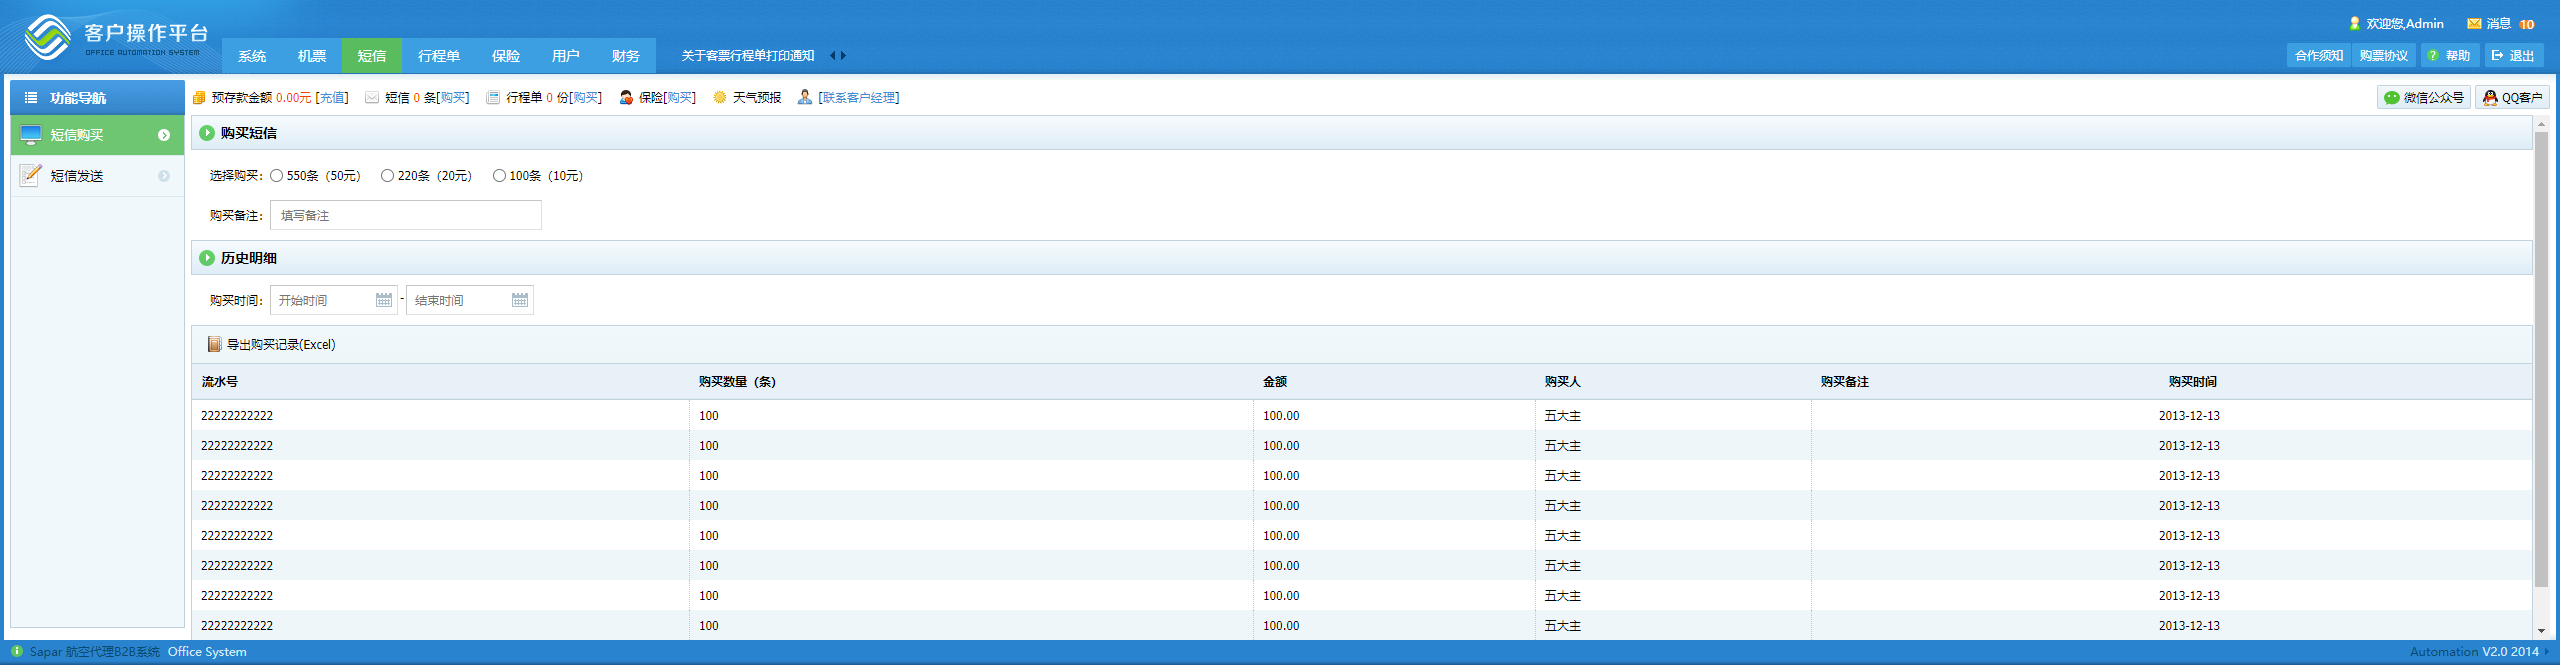 客户操作平台
OFFICE AUTOMATION SYSTEM
系统 机票 短信 行程单 保险 用户 财务 关于客票行程单打印通知
欢迎您,Admin 消息 10
合作须知 购票协议 帮助 退出
功能导航
短信购买
短信发送
预存款金额 0.00元 [充值] 短信 0 条[购买] 行程单 0 份[购买] 保险[购买] 天气预报 [联系客户经理]
微信公众号 QQ客户
购买短信
选择购买： 550条（50元） 220条（20元） 100条（10元）
购买备注： 填写备注
历史明细
购买时间： 开始时间 - 结束时间
导出购买记录(Excel)
流水号 购买数量（条） 金额 购买人 购买备注 购买时间
22222222222 100 100.00 五大主 2013-12-13
22222222222 100 100.00 五大主 2013-12-13
22222222222 100 100.00 五大主 2013-12-13
22222222222 100 100.00 五大主 2013-12-13
22222222222 100 100.00 五大主 2013-12-13
22222222222 100 100.00 五大主 2013-12-13
22222222222 100 100.00 五大主 2013-12-13
22222222222 100 100.00 五大主 2013-12-13
Sapar 航空代理B2B系统 Office System
Automation V2.0 2014